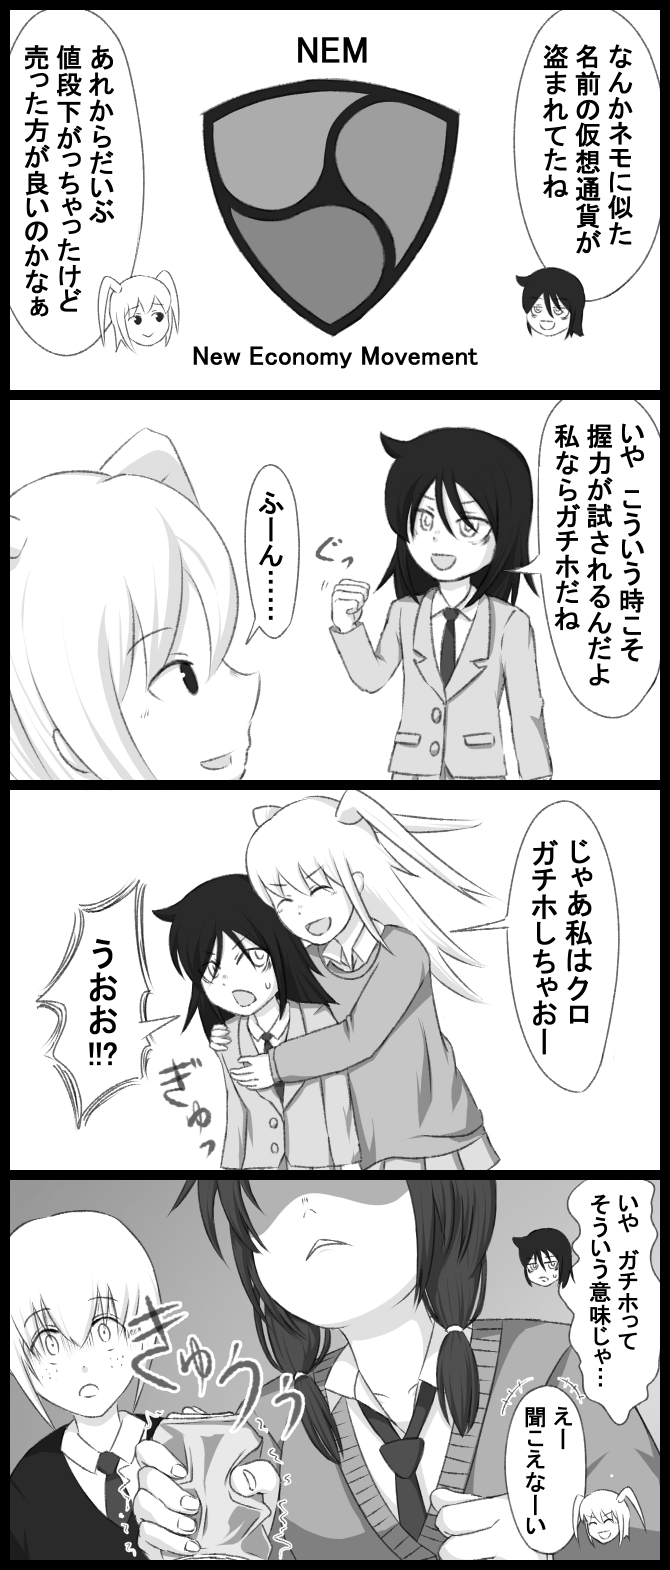 NEM
なんかネモに似た
名前の仮想通貨が
盗まれてたね
あれからだいぶ
値段下がっちゃったけど
売った方が良いのかなぁ
New Economy Movement
いや こういう時こそ
握力が試されるんだよ
私ならガチホだね
ぐっ
ふーん……
じゃあ私はクロ
ガチホしちゃおー
うおお!!?
ぎゅっ
いや ガチホって
そういう意味じゃ…
えー
聞こえなーい
きゅうぅ